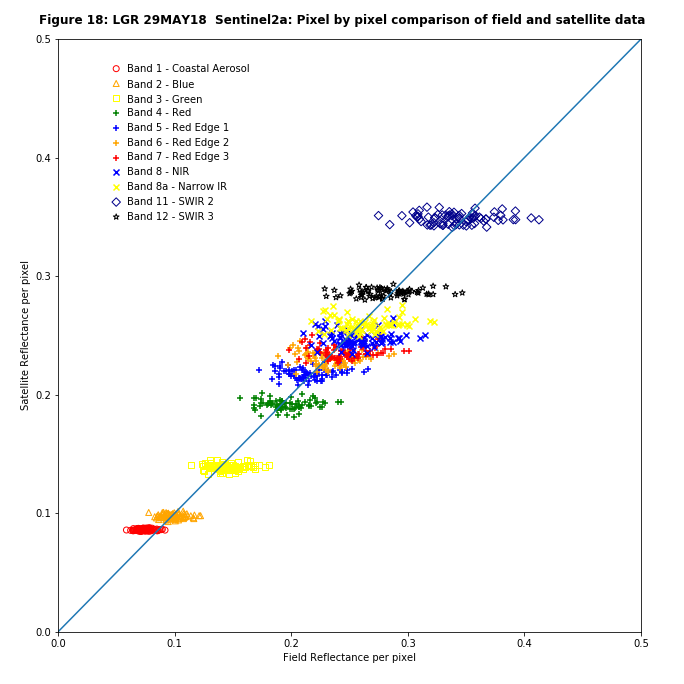 Figure 18: LGR 29MAY18  Sentinel2a: Pixel by pixel comparison of field and satellite data
0.5
Band 1 - Coastal Aerosol
Band 2 - Blue
Band 3 - Green
Band 4 - Red
Band 5 - Red Edge 1
Band 6 - Red Edge 2
Band 7 - Red Edge 3
Band 8 - NIR
Band 8a - Narrow IR
Band 11 - SWIR 2
Band 12 - SWIR 3
0.4
0.3
0.2
0.1
0.0
Satellite Reflectance per pixel
0.0 0.1 0.2 0.3 0.4 0.5
Field Reflectance per pixel